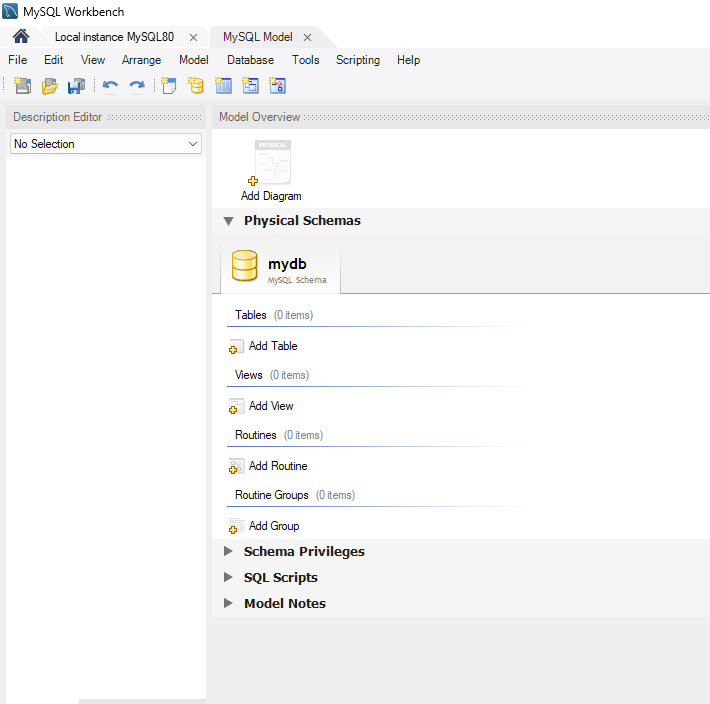 MySQL Workbench
Local instance MySQL80
MySQL Model
File Edit View Arrange Model Database Tools Scripting Help
Description Editor
No Selection
Model Overview
PHYSICAL
Add Diagram
Physical Schemas
mydb
MySQL Schema
Tables (0 items)
Add Table
Views (0 items)
Add View
Routines (0 items)
Add Routine
Routine Groups (0 items)
Add Group
Schema Privileges
SQL Scripts
Model Notes